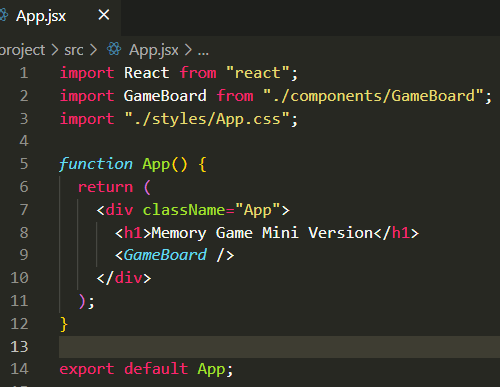 App.jsx
project > src > App.jsx > ...
1 import React from "react";
2 import GameBoard from "./components/GameBoard";
3 import "./styles/App.css";
4
5 function App() {
6   return (
7     <div className="App">
8       <h1>Memory Game Mini Version</h1>
9       <GameBoard />
10     </div>
11   );
12 }
13
14 export default App;